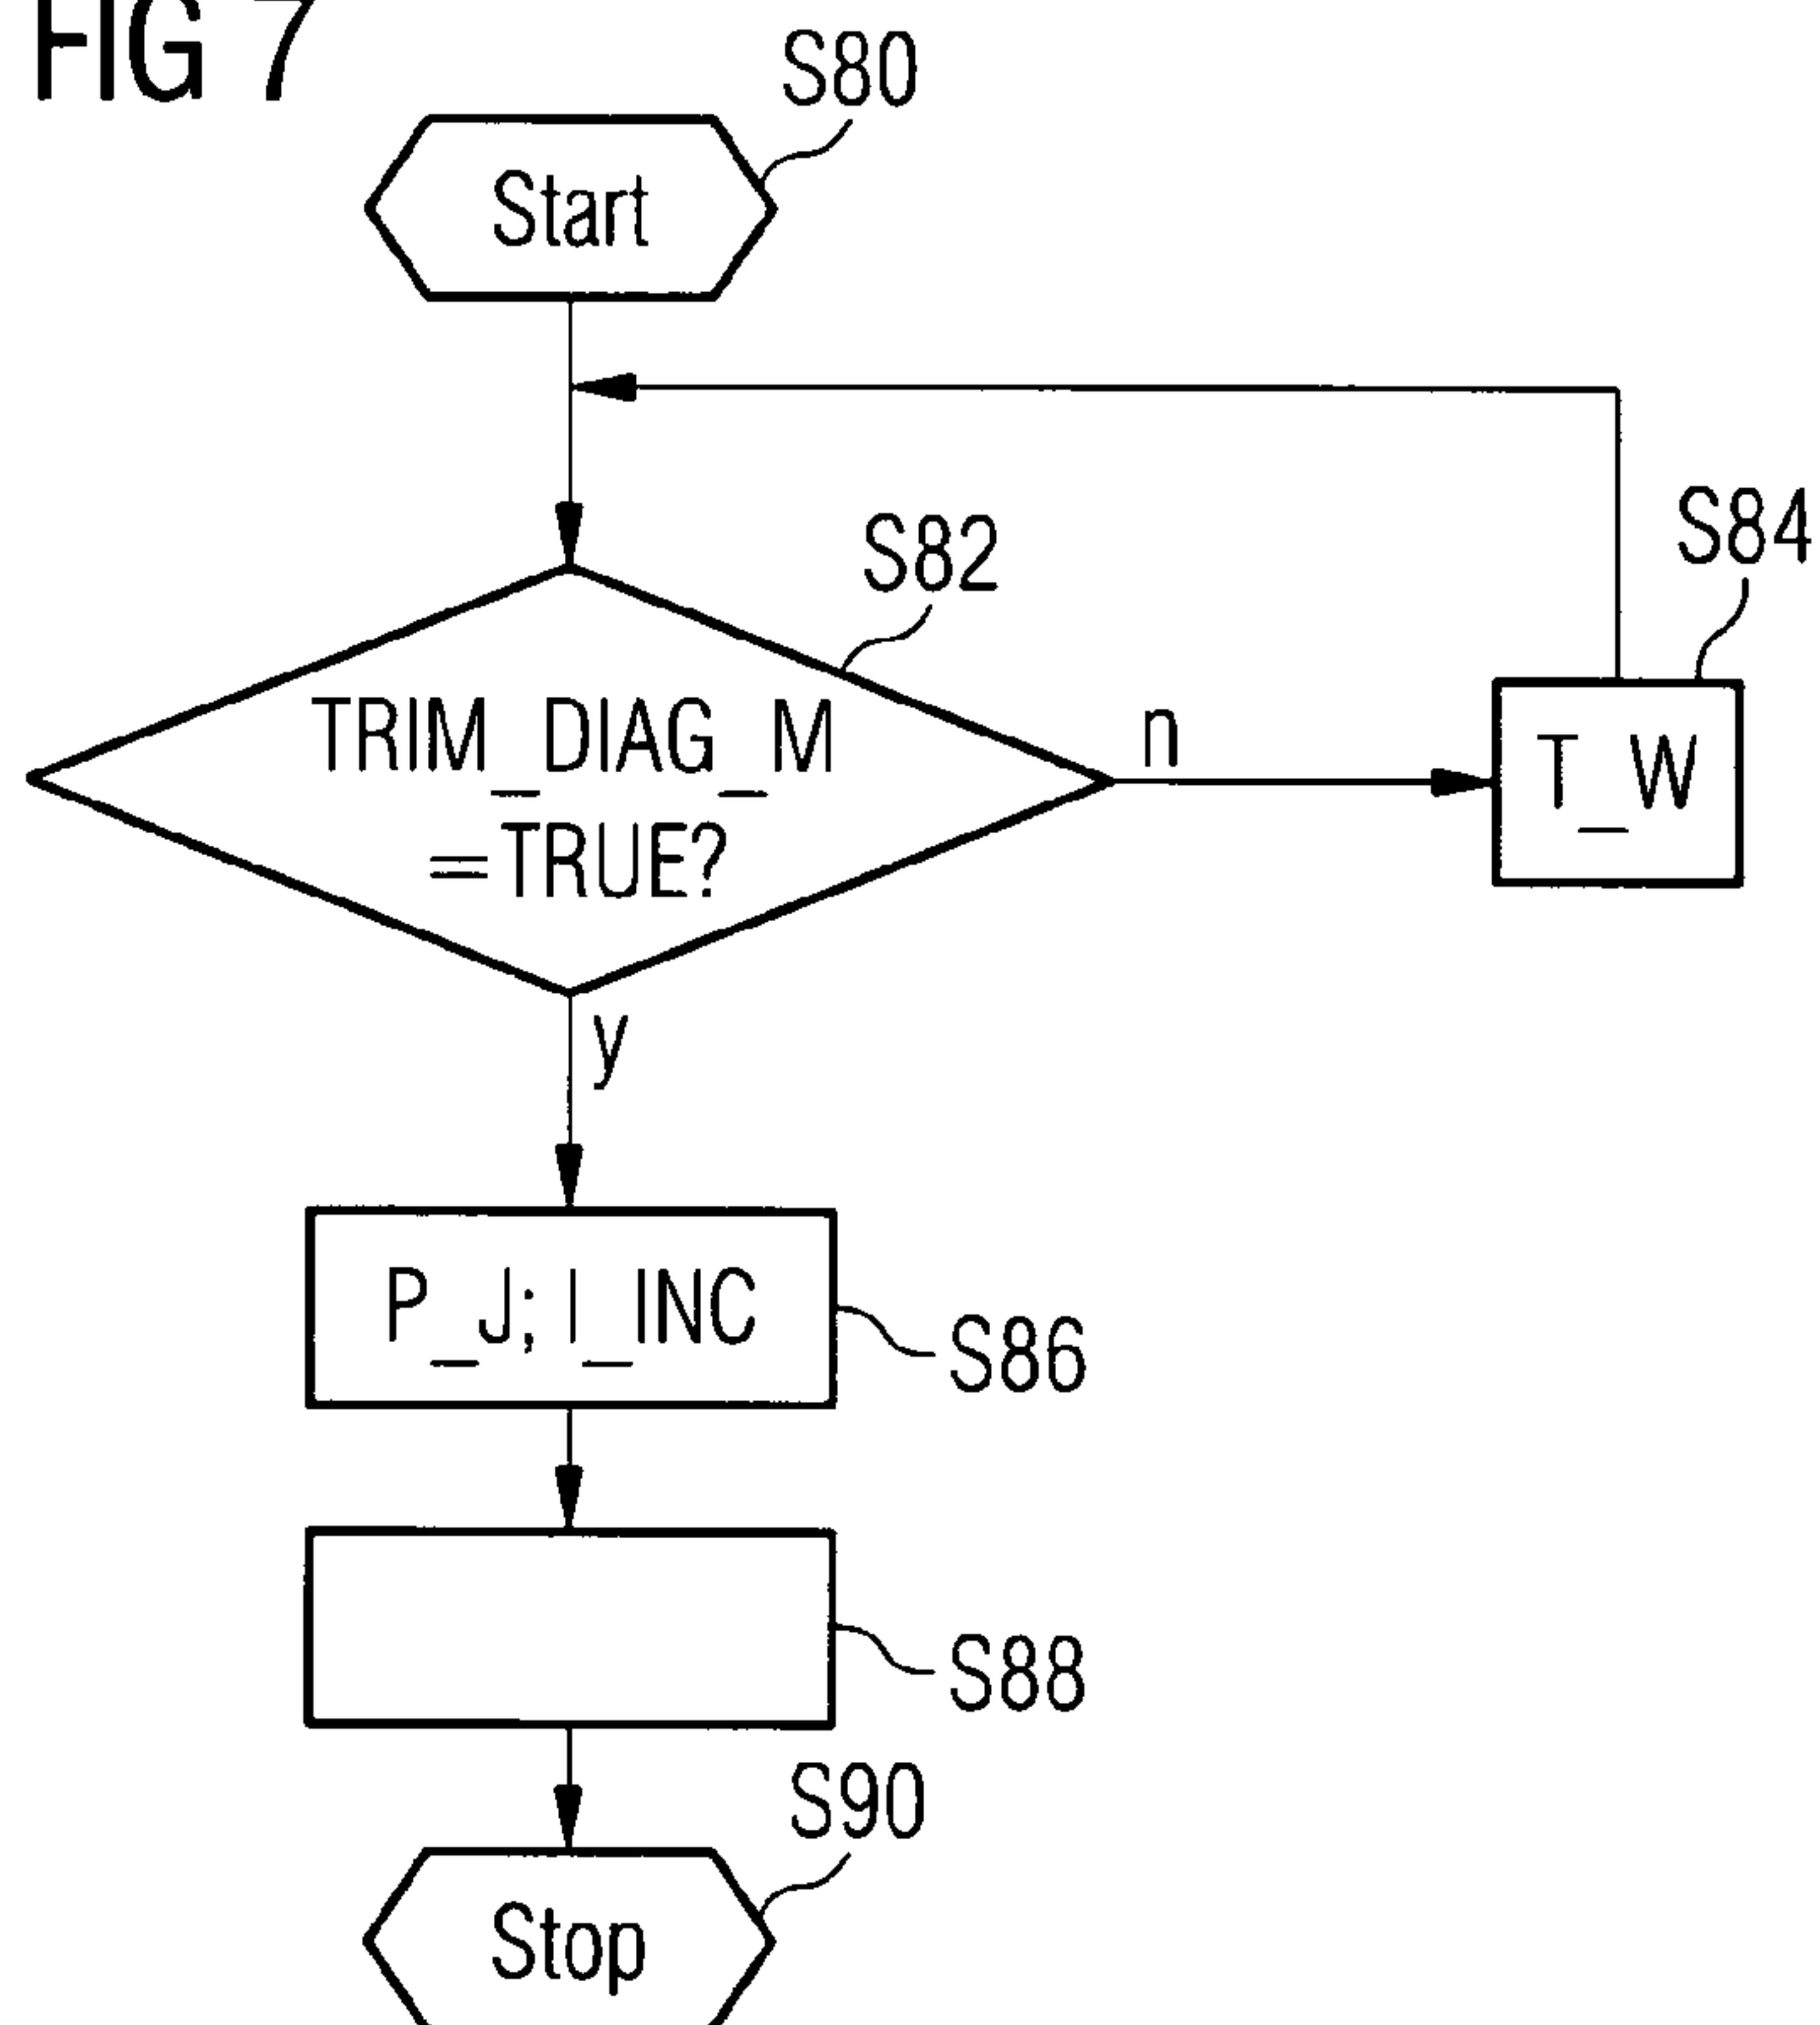 FIG 7
S80
Start
S82
S84
TRIM_DIAG_M
=TRUE?
n
T_W
y
P_J; I_INC
S86
S88
S90
Stop